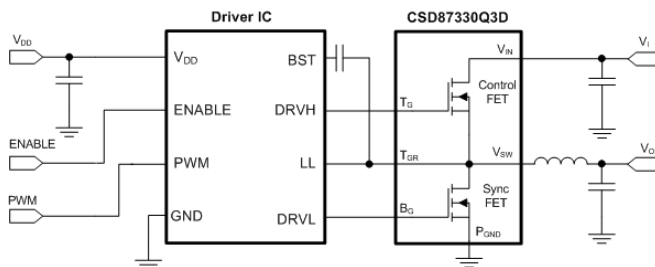 Driver IC
CSD87330Q3D
VDD
VDD
BST
VIN
VI
Control
FET
ENABLE
DRVH
TG
ENABLE
PWM
LL
TGR
VSW
VO
PWM
Sync
FET
GND
DRVL
BG
PGND